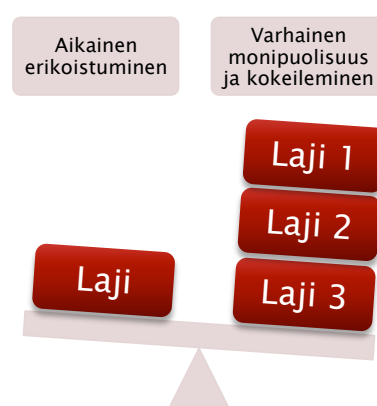 Aikainen
erikoistuminen
Varhainen
monipuolisuus
ja kokeileminen
Laji 1
Laji 2
Laji 3
Laji